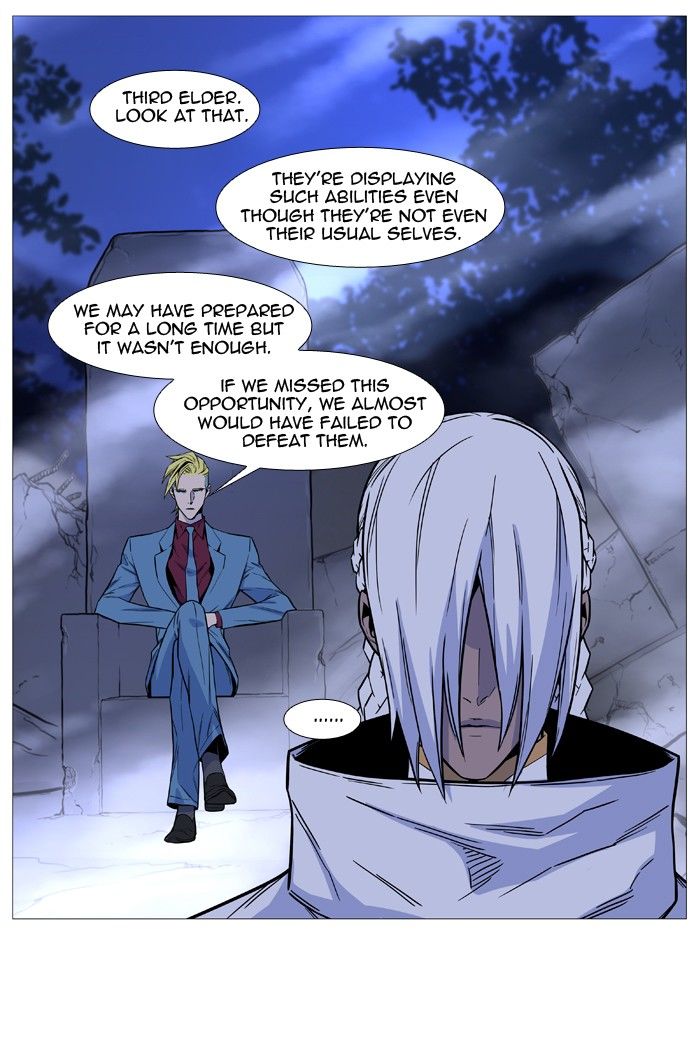 THIRD ELDER.
LOOK AT THAT.
THEY'RE DISPLAYING
SUCH ABILITIES EVEN
THOUGH THEY'RE NOT EVEN
THEIR USUAL SELVES.
WE MAY HAVE PREPARED
FOR A LONG TIME BUT
IT WASN'T ENOUGH.
IF WE MISSED THIS
OPPORTUNITY, WE ALMOST
WOULD HAVE FAILED TO
DEFEAT THEM.
......